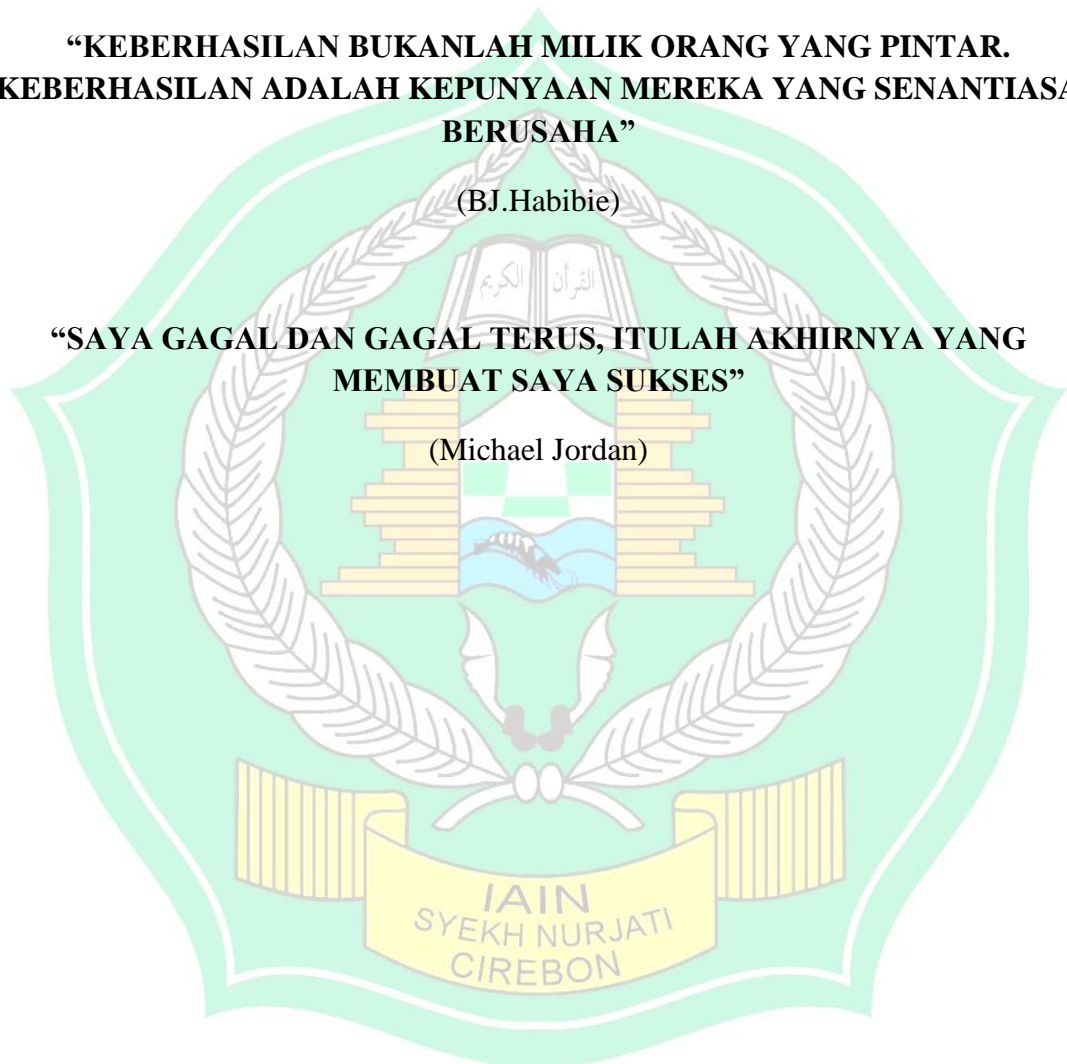 “KEBERHASILAN BUKANLAH MILIK ORANG YANG PINTAR.
KEBERHASILAN ADALAH KEPUNYAAN MEREKA YANG SENANTIASA
BERUSAHA”
(BJ.Habibie)
القرأن الكريم
“SAYA GAGAL DAN GAGAL TERUS, ITULAH AKHIRNYA YANG
MEMBUAT SAYA SUKSES”
(Michael Jordan)
IAIN
SYEKH NURJATI
CIREBON